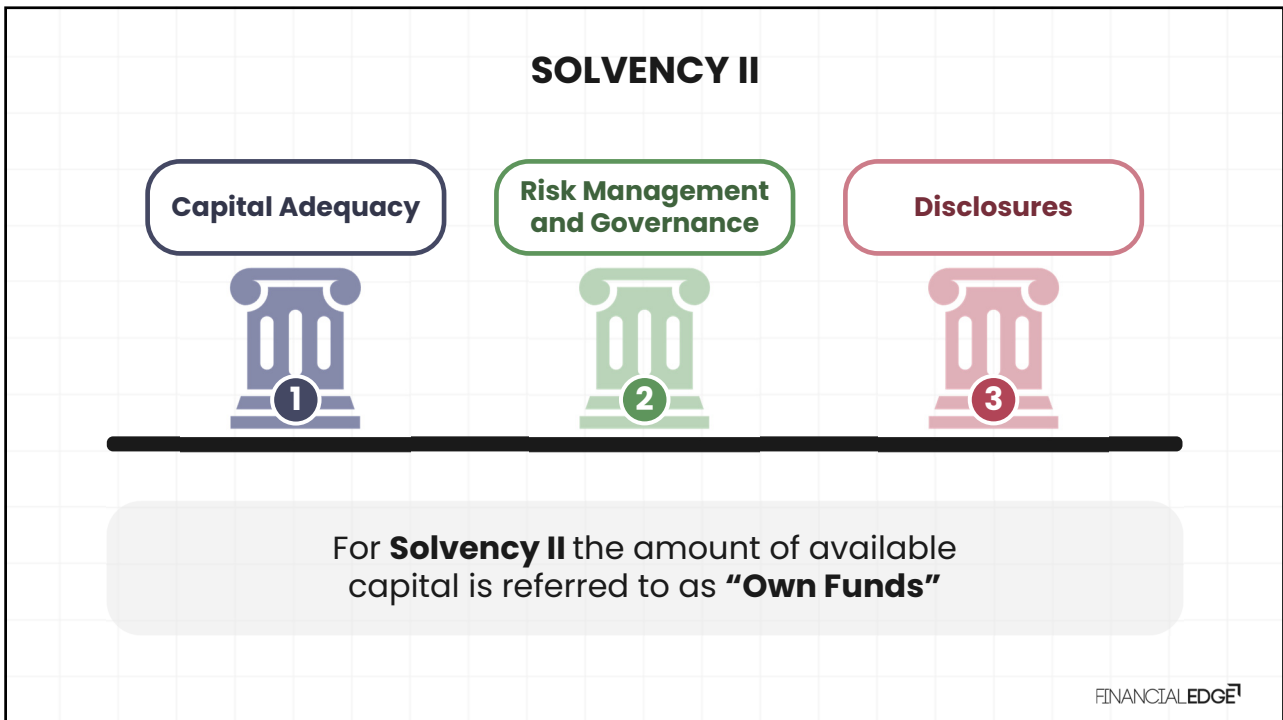 SOLVENCY II
Capital Adequacy
Risk Management
and Governance
Disclosures
1
2
3
For Solvency II the amount of available
capital is referred to as “Own Funds”
FINANCIALEDGE